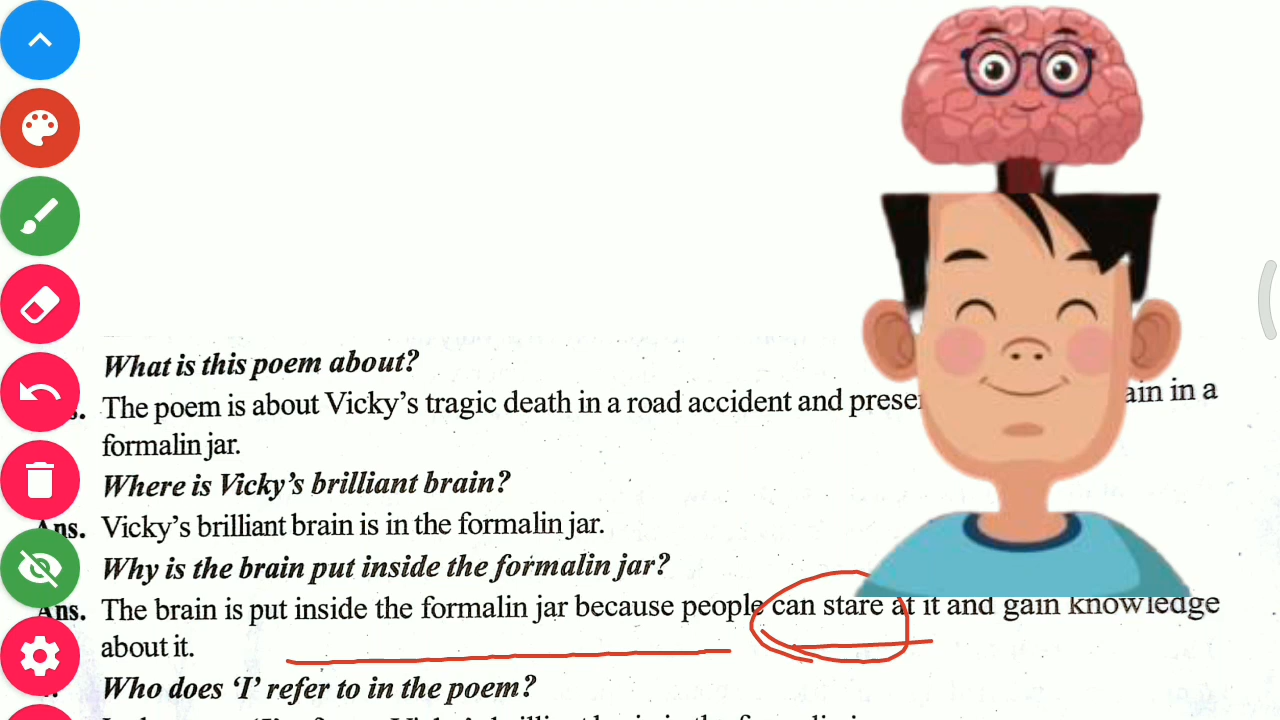 What is this poem about?
The poem is about Vicky's tragic death in a road accident and in a
formalin jar.
Where is Vicky's brilliant brain?
Ans. Vicky's brilliant brain is in the formalin jar.
Why is the brain put inside the formalin jar?
Ans. The brain is put inside the formalin jar because people can stare at it and gain knowledge
about it.
Who does 'I' refer to in the poem?